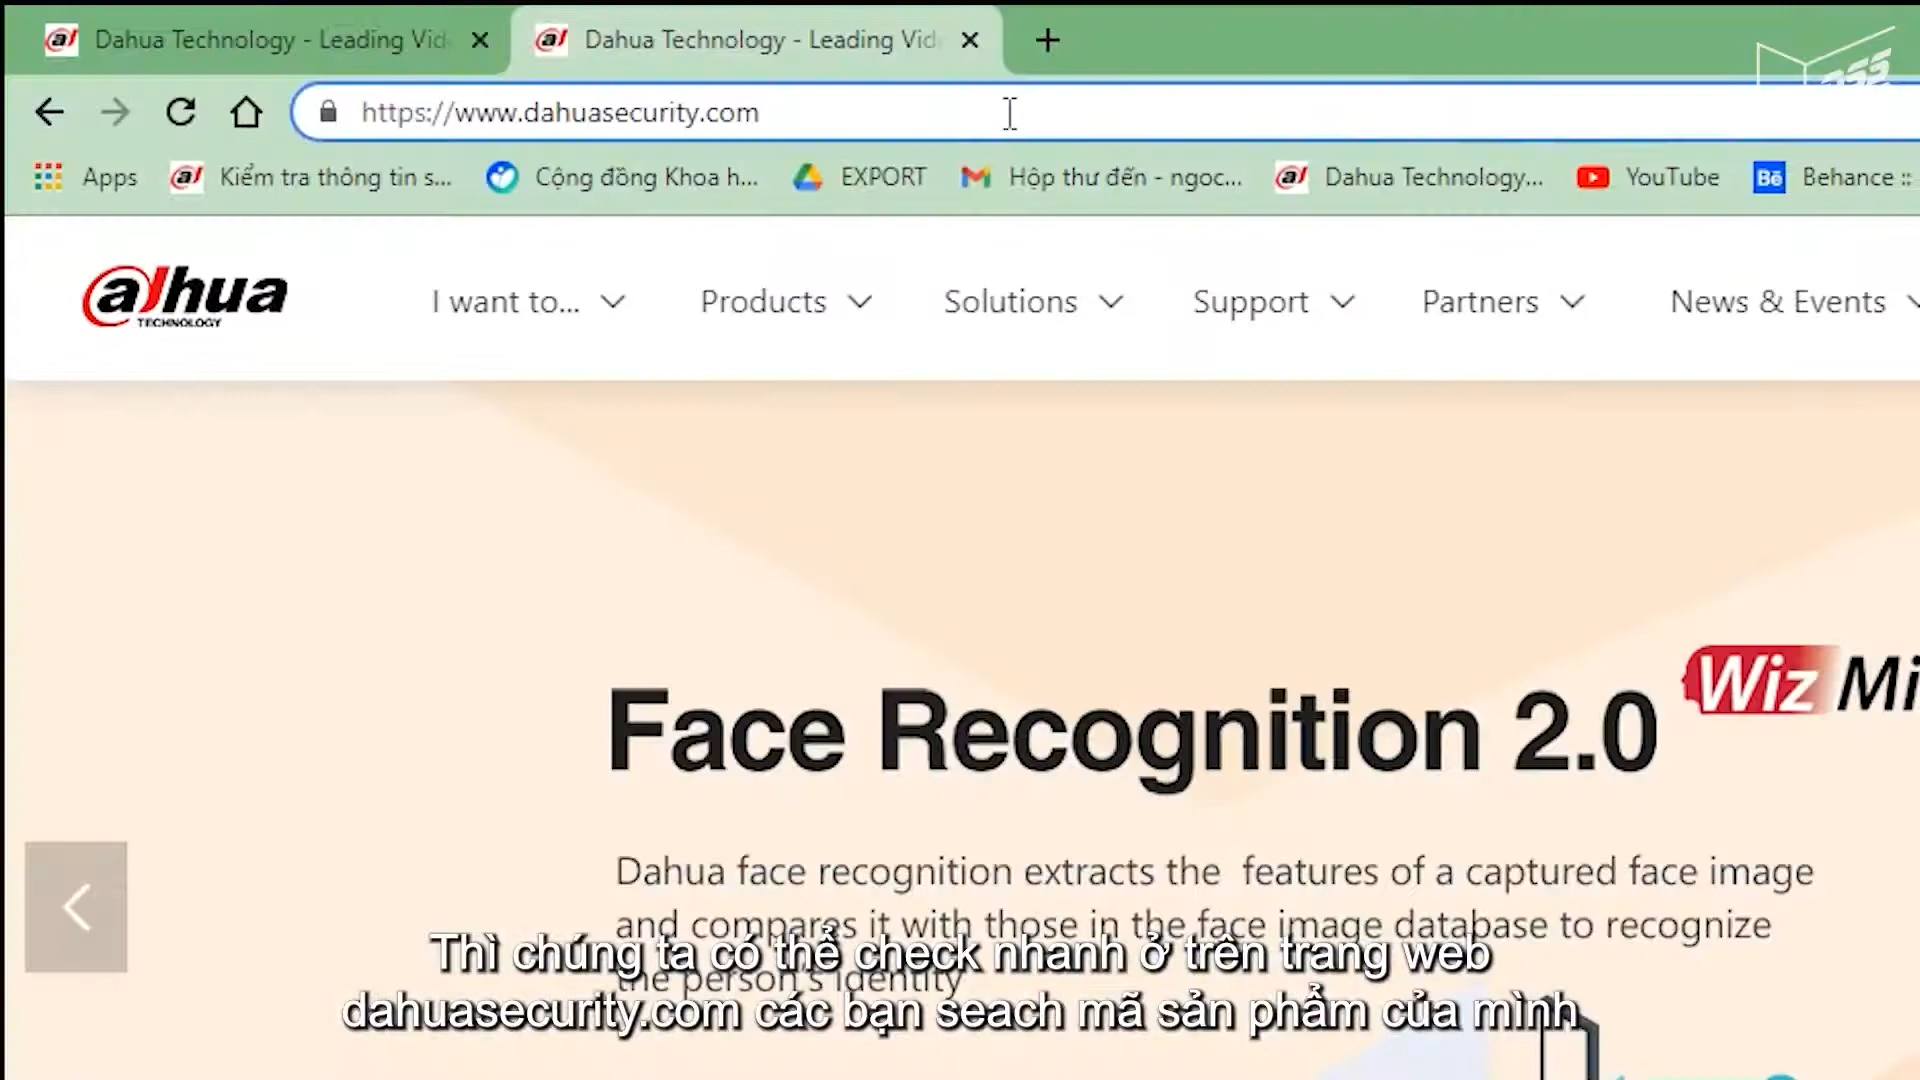 Dahua Technology - Leading Vid
Dahua Technology - Leading Vid
https://www.dahuasecurity.com
Apps
Kiểm tra thông tin s...
Cộng đồng Khoa h...
EXPORT
Hộp thư đến - ngoc...
Dahua Technology...
YouTube
Bē Behance ::
alhua
TECHNOLOGY
I want to...
Products
Solutions
Support
Partners
News & Events
Wiz Mi
Face Recognition 2.0
Dahua face recognition extracts the features of a captured face image
and compares it with those in the face image database to recognize
the person's identity
Thì chúng ta có thể check nhanh ở trên trang web
dahuasecurity.com các bạn seach mã sản phẩm của mình